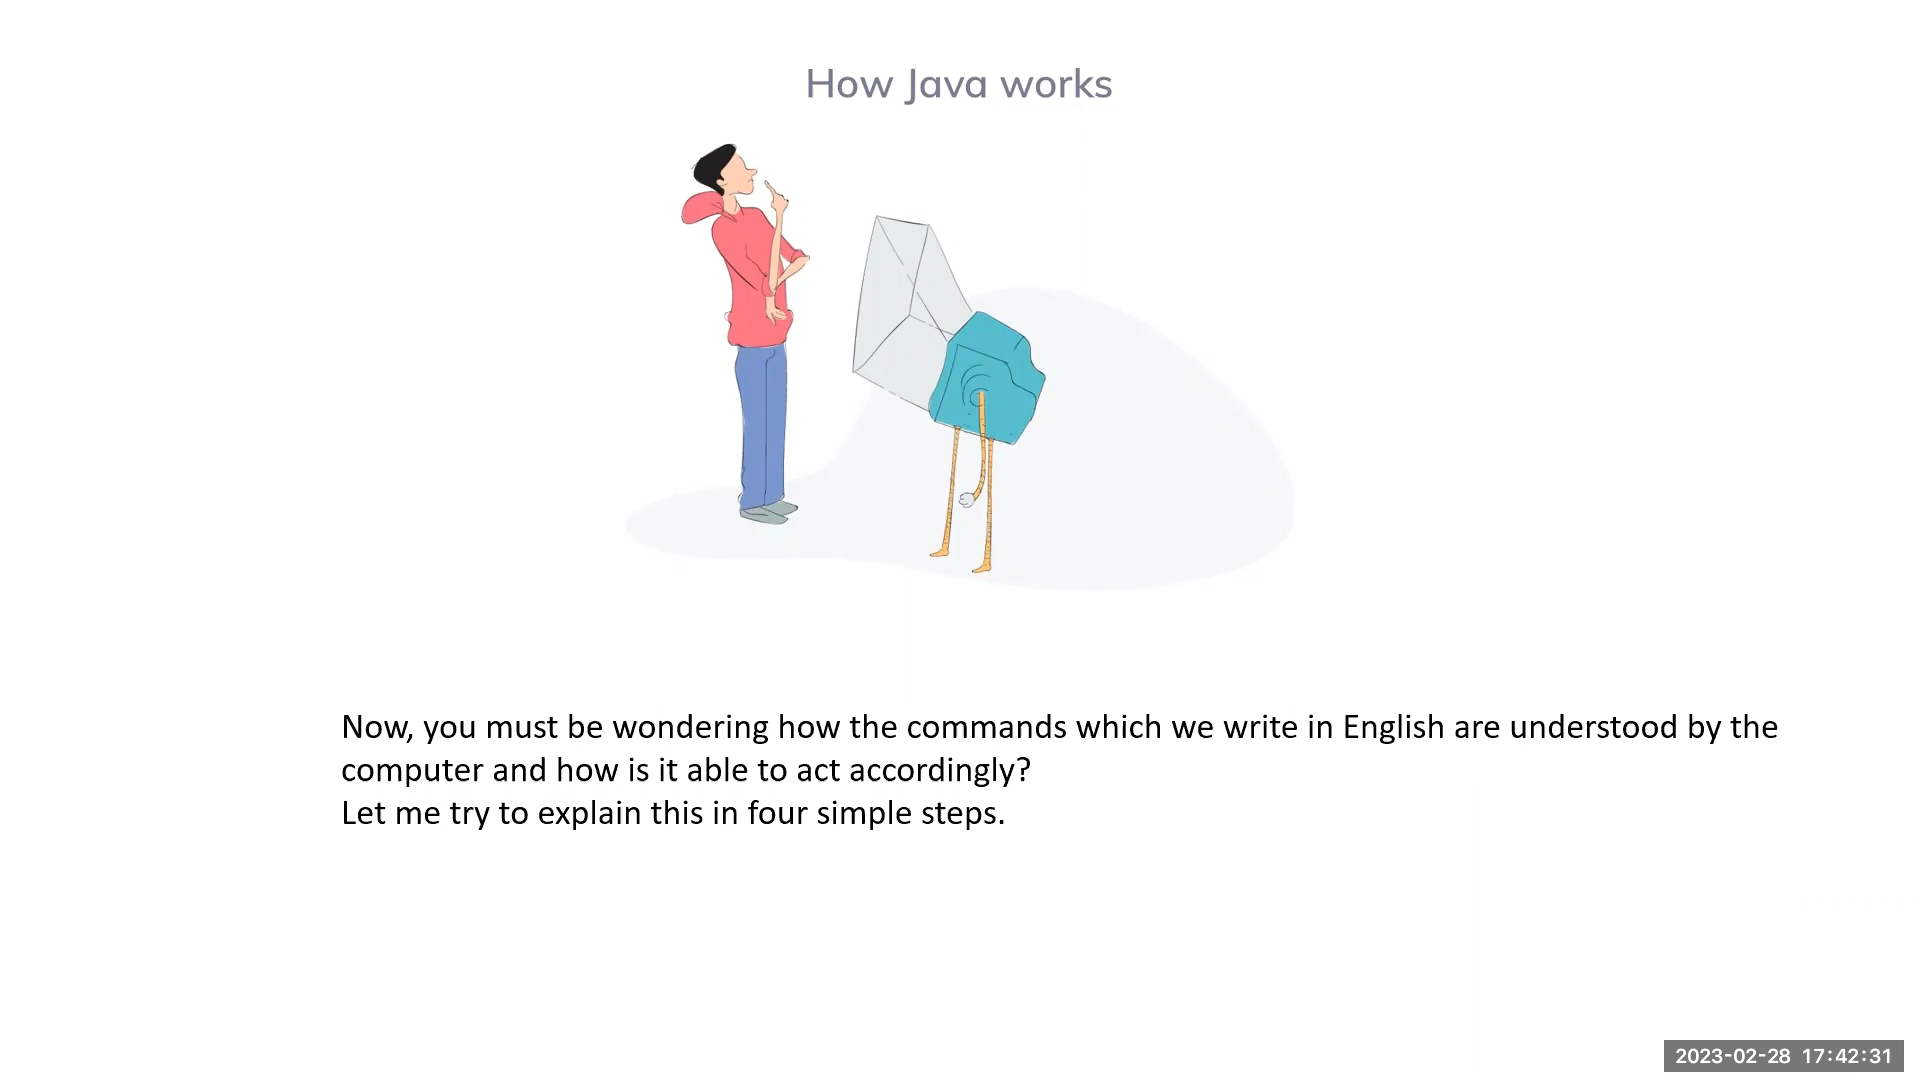 How Java works
Now, you must be wondering how the commands which we write in English are understood by the
computer and how is it able to act accordingly?
Let me try to explain this in four simple steps.
2023-02-28 17:42:31